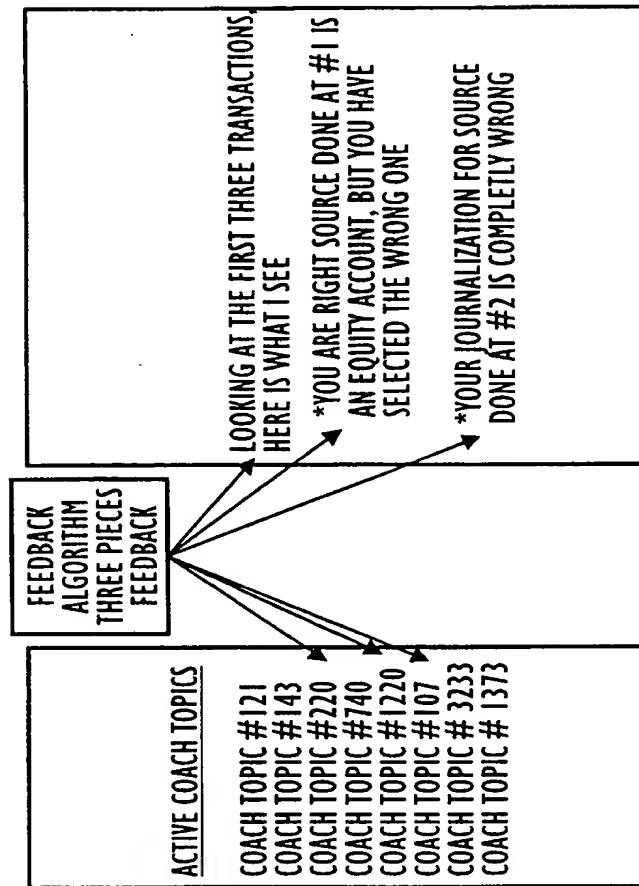 ACTIVE COACH TOPICS
COACH TOPIC #121
COACH TOPIC #143
COACH TOPIC #220
COACH TOPIC #740
COACH TOPIC #1220
COACH TOPIC #107
COACH TOPIC # 3233
COACH TOPIC # 1373
FEEDBACK
ALGORITHM
THREE PIECES
FEEDBACK
LOOKING AT THE FIRST THREE TRANSACTIONS,
HERE IS WHAT I SEE
*YOU ARE RIGHT SOURCE DONE AT #1 IS
AN EQUITY ACCOUNT, BUT YOU HAVE
SELECTED THE WRONG ONE
*YOUR JOURNALIZATION FOR SOURCE
DONE AT #2 IS COMPLETLY WRONG